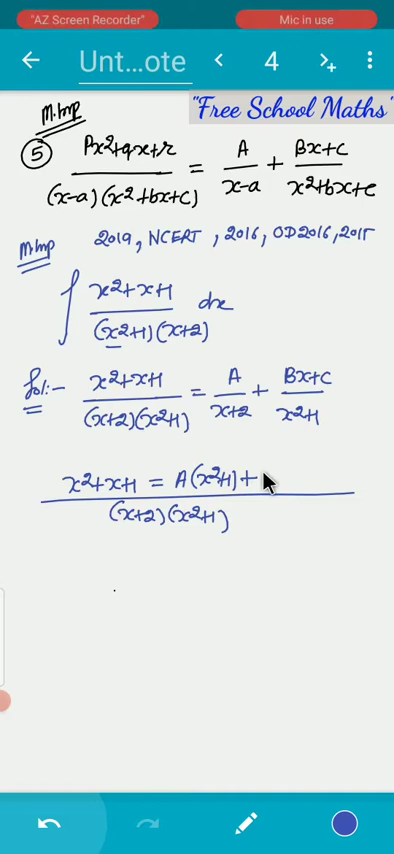 "AZ Screen Recorder" Mic in use
Unt...ote 4
M.Imp "Free School Maths"
⑤ Px2+qx+r / (x-a)(x2+bx+c) = A / x-a + Bx+C / x2+bx+c
M.Imp 2019, NCERT, 2016, OD2016, 2015
∫ x2+x+1 / (x2+1)(x+2) dx
Sol:- x2+x+1 / (x+2)(x2+1) = A / x+2 + Bx+C / x2+1
x2+x+1 = A(x2+1)+
(x+2)(x2+1)